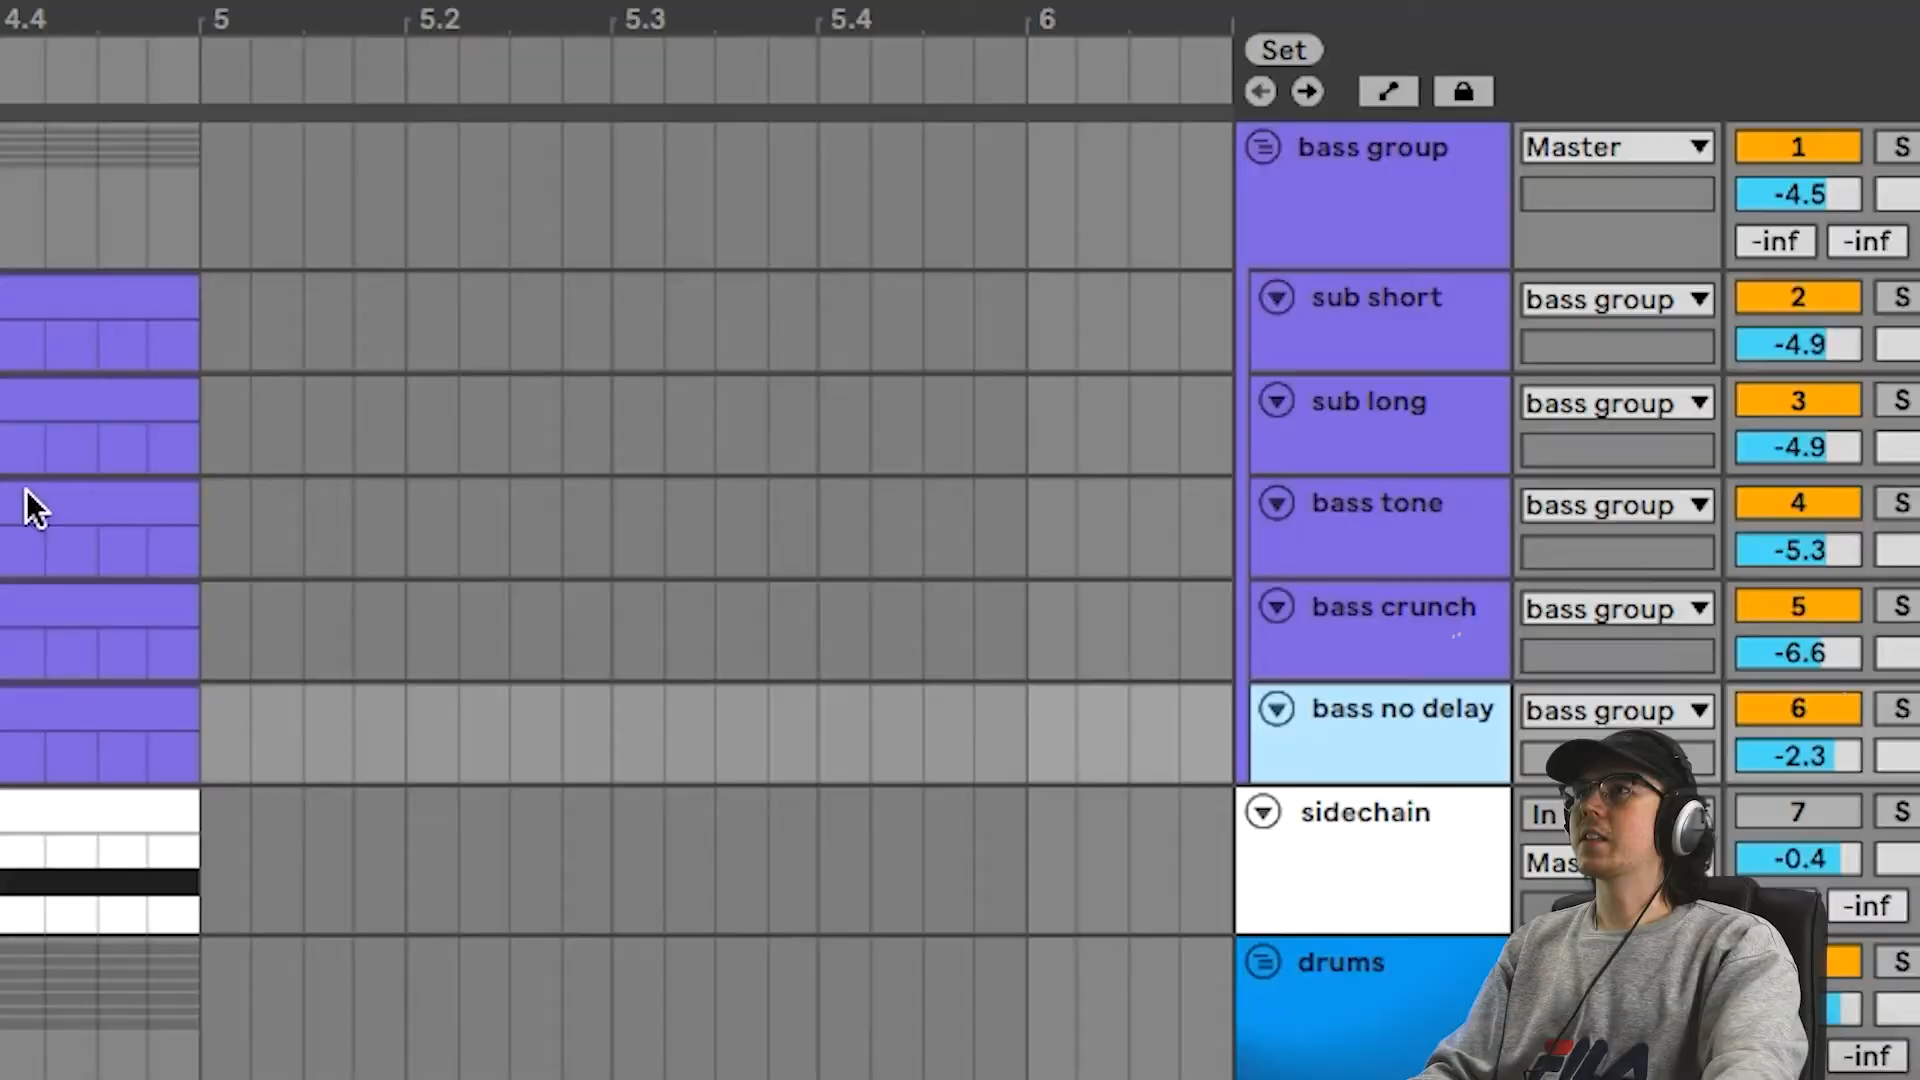 4.4 5 5.2 5.3 5.4 6
Set
bass group Master 1 S
-4.5
-inf -inf
sub short bass group 2 S
-4.9
sub long bass group 3 S
-4.9
bass tone bass group 4 S
-5.3
bass crunch bass group 5 S
-6.6
bass no delay bass group 6 S
-2.3
sidechain In 7 S
Mas -0.4
-inf
drums S
-inf
FILA